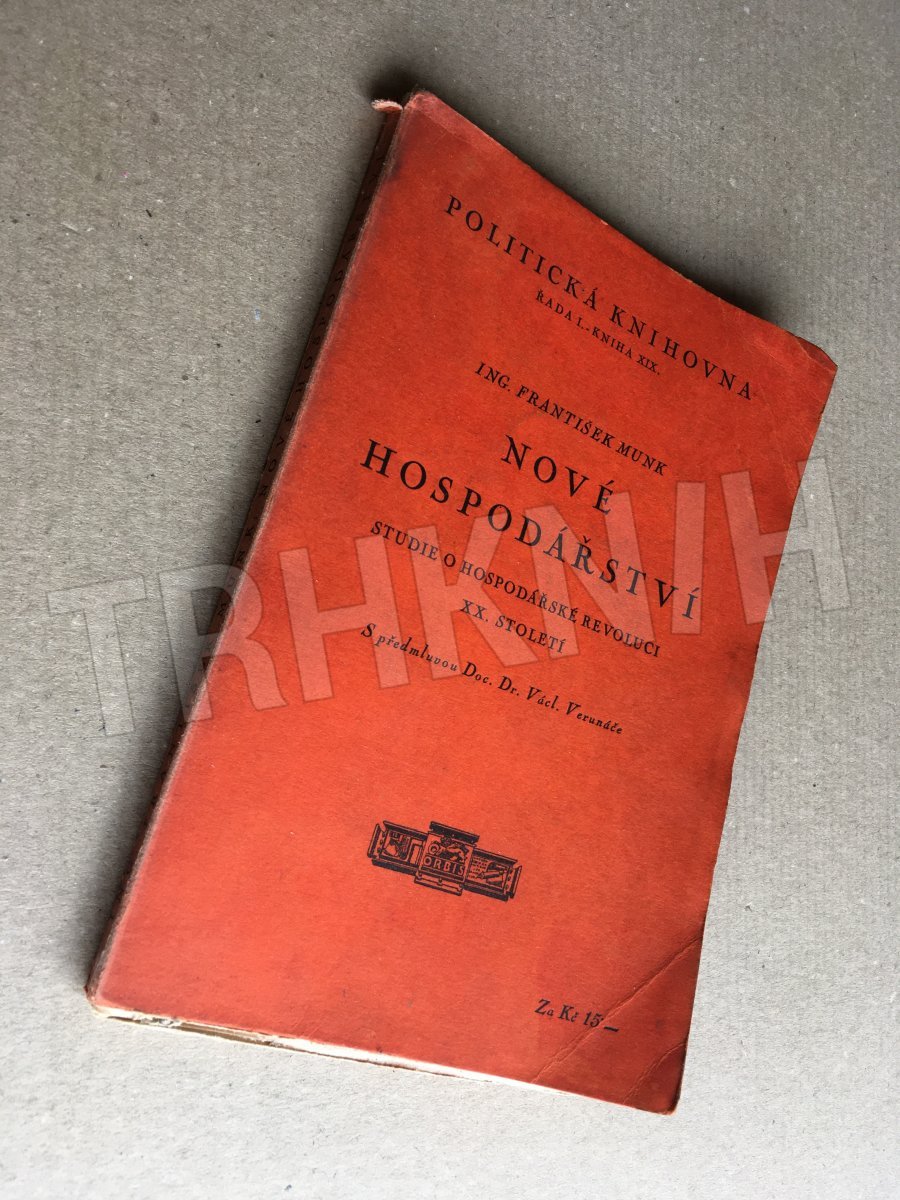 POLITICKÁ KNIHOVNA
ŘADA I. - KNIHA XIX.
ING. FRANTIŠEK MUNK
NOVÉ
HOSPODÁŘSTVÍ
STUDIE O HOSPODÁŘSKÉ REVOLUCI
XX. STOLETÍ
S předmluvou Doc. Dr. Václ. Verunáče
ORBIS
Za Kč 15·—
TRHKNIH